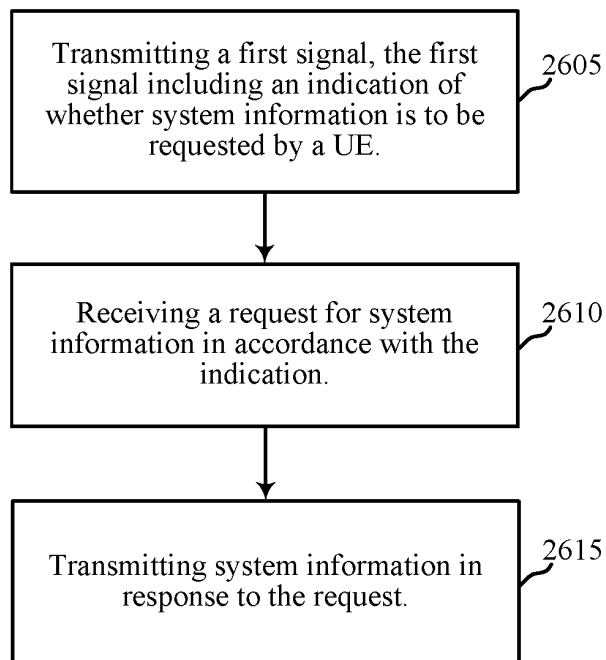 Transmitting a first signal, the first
signal including an indication of
whether system information is to be
requested by a UE.
2605
Receiving a request for system
information in accordance with the
indication.
2610
Transmitting system information in
response to the request.
2615